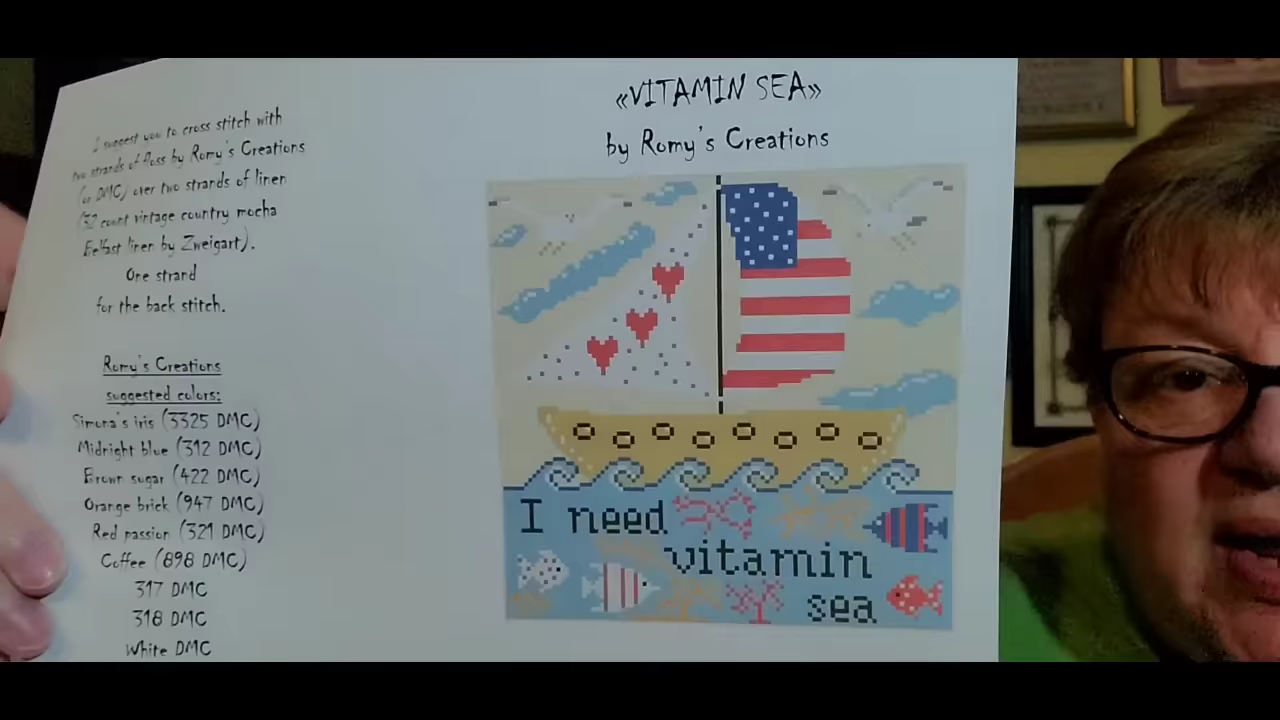 I suggest you to cross stitch with
two strands of floss by Romy's Creations
(or DMC) over two strands of linen
(32 count vintage country mocha
Belfast linen by Zweigart).
One strand
for the back stitch.
Romy's Creations
suggested colors:
Simona's iris (3325 DMC)
Midnight blue (312 DMC)
Brown sugar (422 DMC)
Orange brick (947 DMC)
Red passion (321 DMC)
Coffee (898 DMC)
317 DMC
318 DMC
White DMC
«VITAMIN SEA»
by Romy's Creations
I need
vitamin
sea